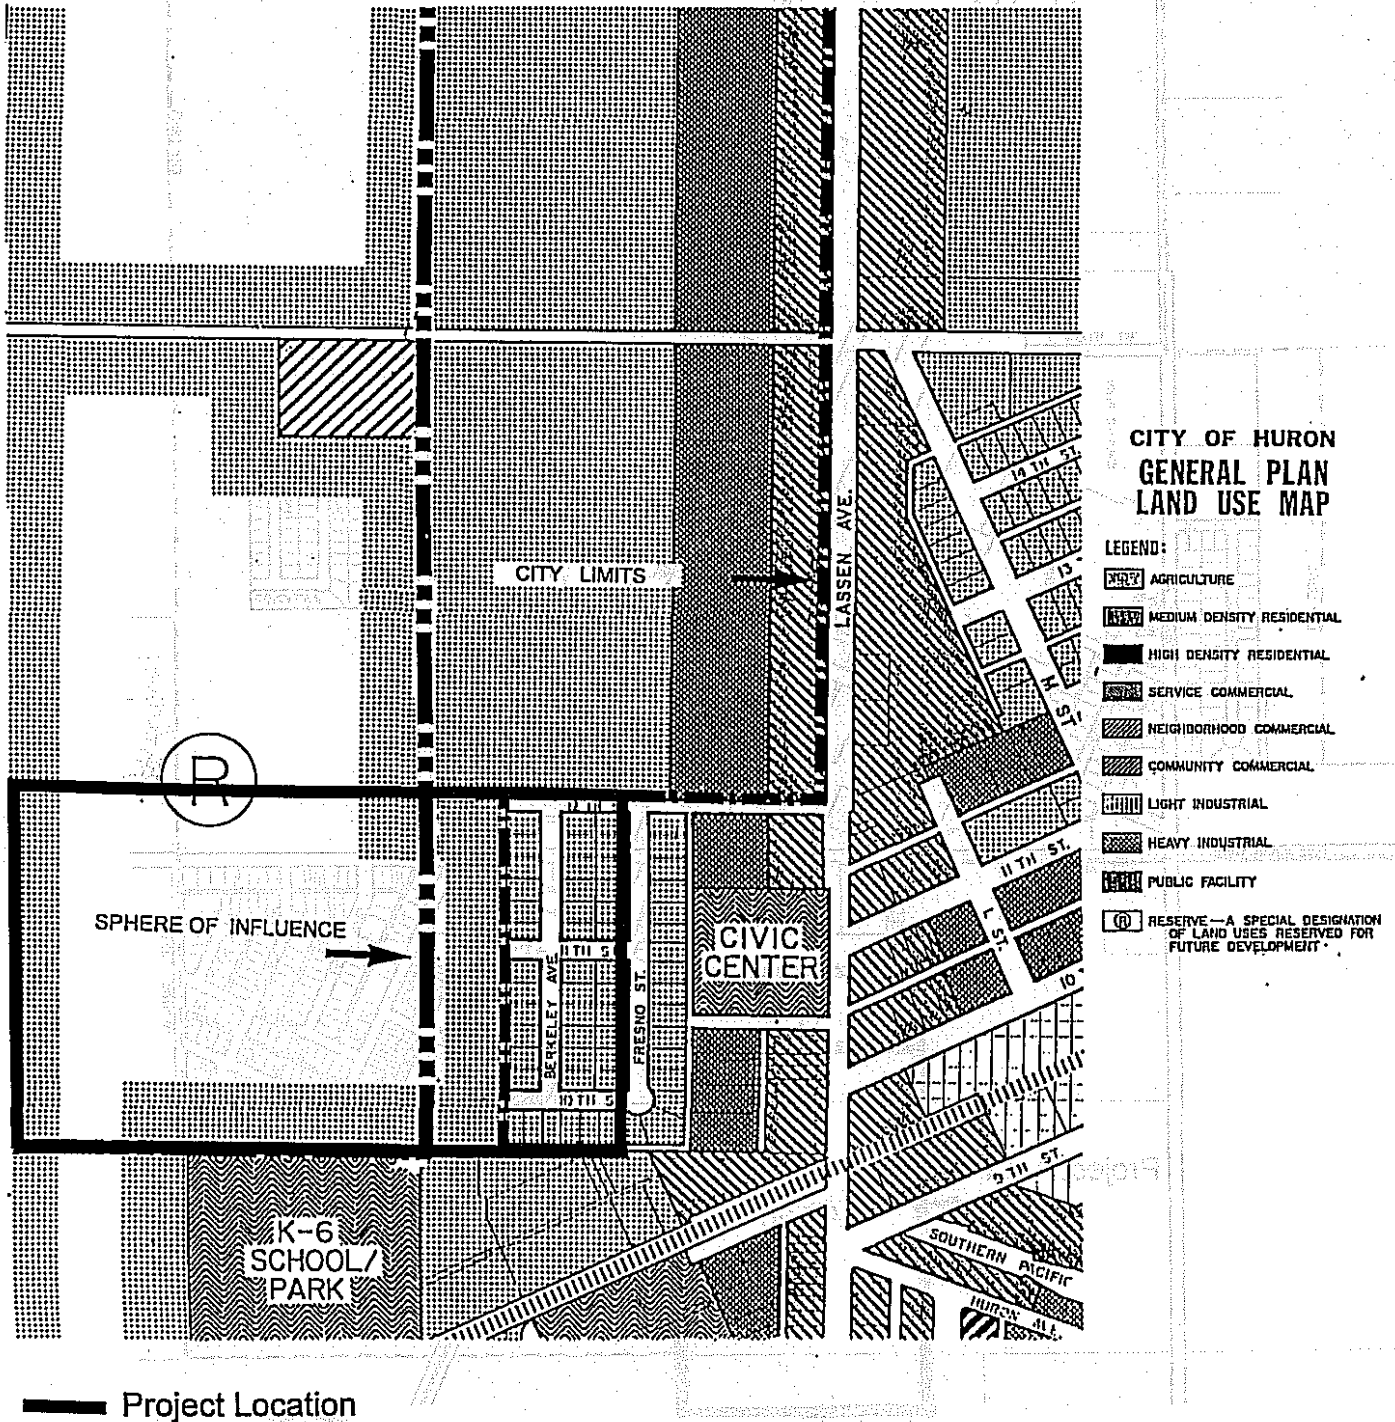 CITY OF HURON
GENERAL PLAN
LAND USE MAP
LEGEND:
AGRICULTURE
MEDIUM DENSITY RESIDENTIAL
HIGH DENSITY RESIDENTIAL
SERVICE COMMERCIAL
NEIGHBORHOOD COMMERCIAL
COMMUNITY COMMERCIAL
LIGHT INDUSTRIAL
HEAVY INDUSTRIAL
PUBLIC FACILITY
(R) RESERVE—A SPECIAL DESIGNATION
OF LAND USES RESERVED FOR
FUTURE DEVELOPMENT.
14 TH ST.
LASSEN AVE.
CITY LIMITS
13
N ST
R
12 TH
11 TH ST.
SPHERE OF INFLUENCE
11 TH S
BERKELEY AVE.
FRESNO ST.
CIVIC
CENTER
L ST.
10
10 TH S
9 TH ST.
K-6
SCHOOL/
PARK
SOUTHERN PACIFIC
HURON
Project Location